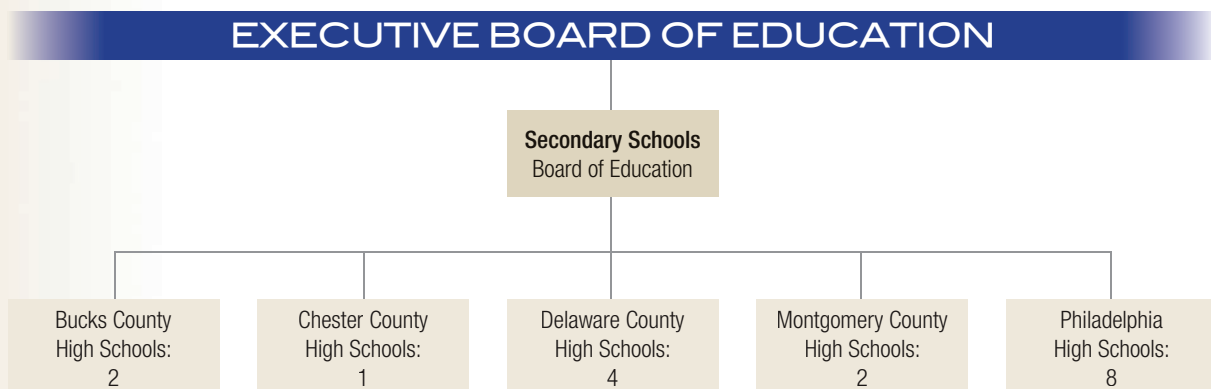 EXECUTIVE BOARD OF EDUCATION
Secondary Schools
Board of Education
Bucks County
High Schools:
2
Chester County
High Schools:
1
Delaware County
High Schools:
4
Montgomery County
High Schools:
2
Philadelphia
High Schools:
8